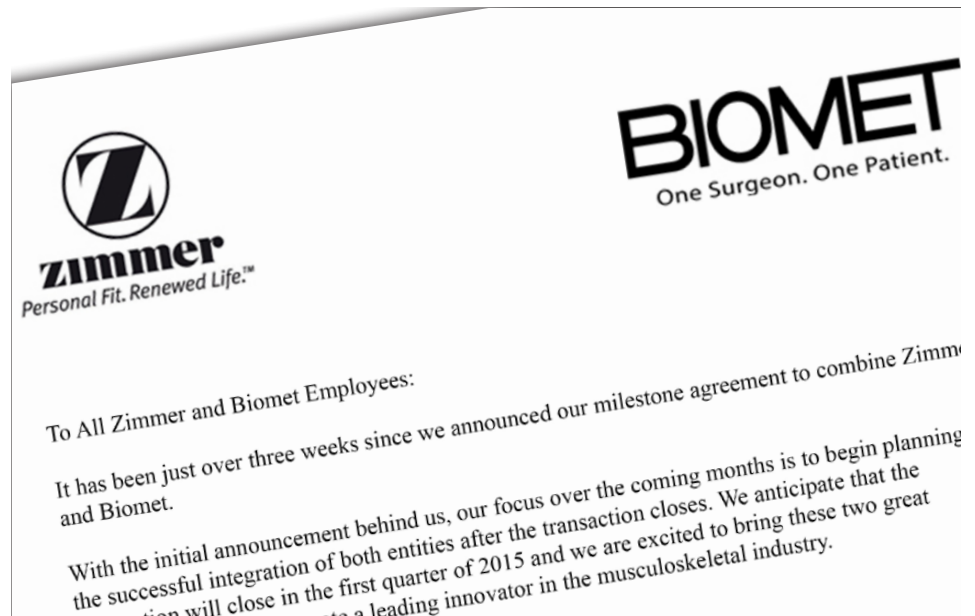 Z
zimmer
Personal Fit. Renewed Life.™
BIOMET
One Surgeon. One Patient.
To All Zimmer and Biomet Employees:
It has been just over three weeks since we announced our milestone agreement to combine
and Biomet.
With the initial announcement behind us, our focus over the coming months is to begin planning
the successful integration of both entities after the transaction closes. We anticipate that the
will close in the first quarter of 2015 and we are excited to bring these two great
a leading innovator in the musculoskeletal industry.